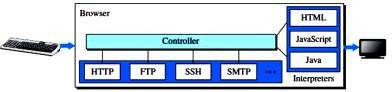 Browser
HTML
Controller
JavaScript
Java
HTTP FTP SSH SMTP ...
Interpreters